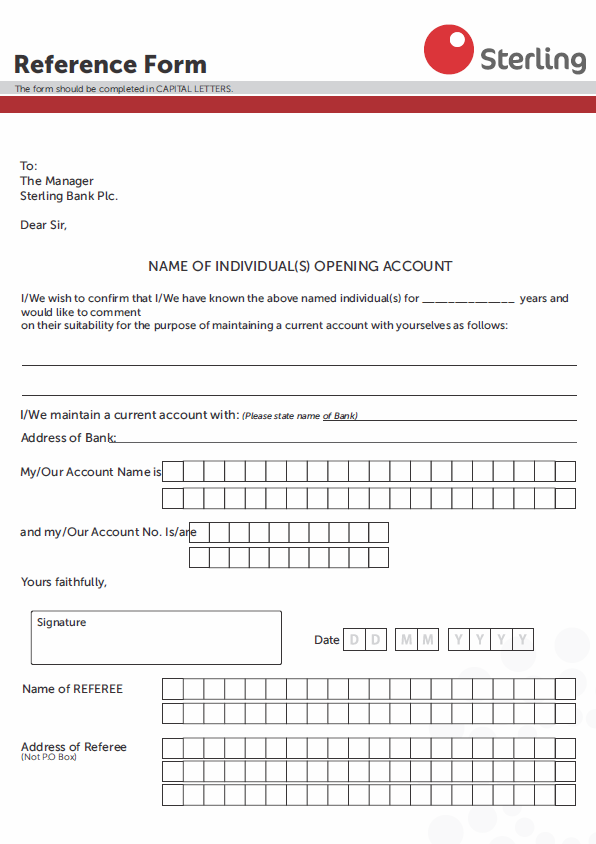 Reference Form
Sterling
The form should be completed in CAPITAL LETTERS.
To:
The Manager
Sterling Bank Plc.
Dear Sir,
NAME OF INDIVIDUAL(S) OPENING ACCOUNT
I/We wish to confirm that I/We have known the above named individual(s) for ______________ years and
would like to comment
on their suitability for the purpose of maintaining a current account with yourselves as follows:
I/We maintain a current account with: (Please state name of Bank)
Address of Bank:
My/Our Account Name is
and my/Our Account No. Is/are
Yours faithfully,
Signature
Date D D M M Y Y Y Y
Name of REFEREE
Address of Referee
(Not P.O Box)